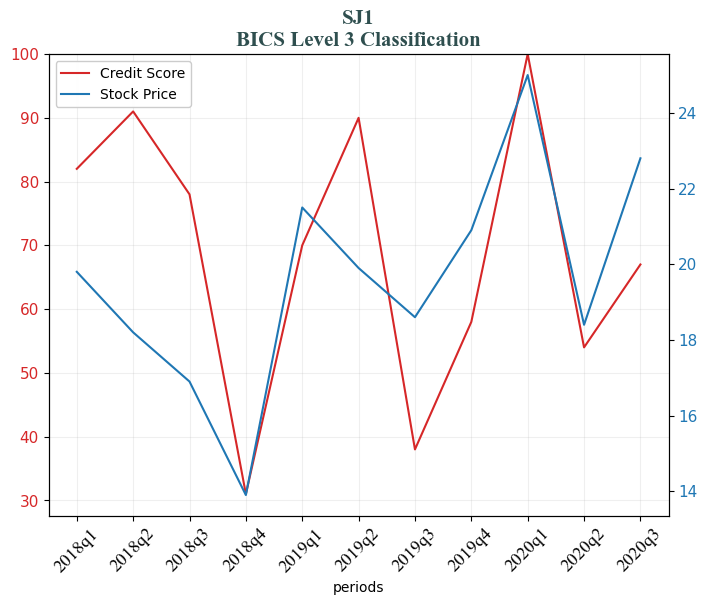 SJ1
BICS Level 3 Classification
Credit Score
Stock Price
100
90
80
70
60
50
40
30
24
22
20
18
16
14
2018q1
2018q2
2018q3
2018q4
2019q1
2019q2
2019q3
2019q4
2020q1
2020q2
2020q3
periods